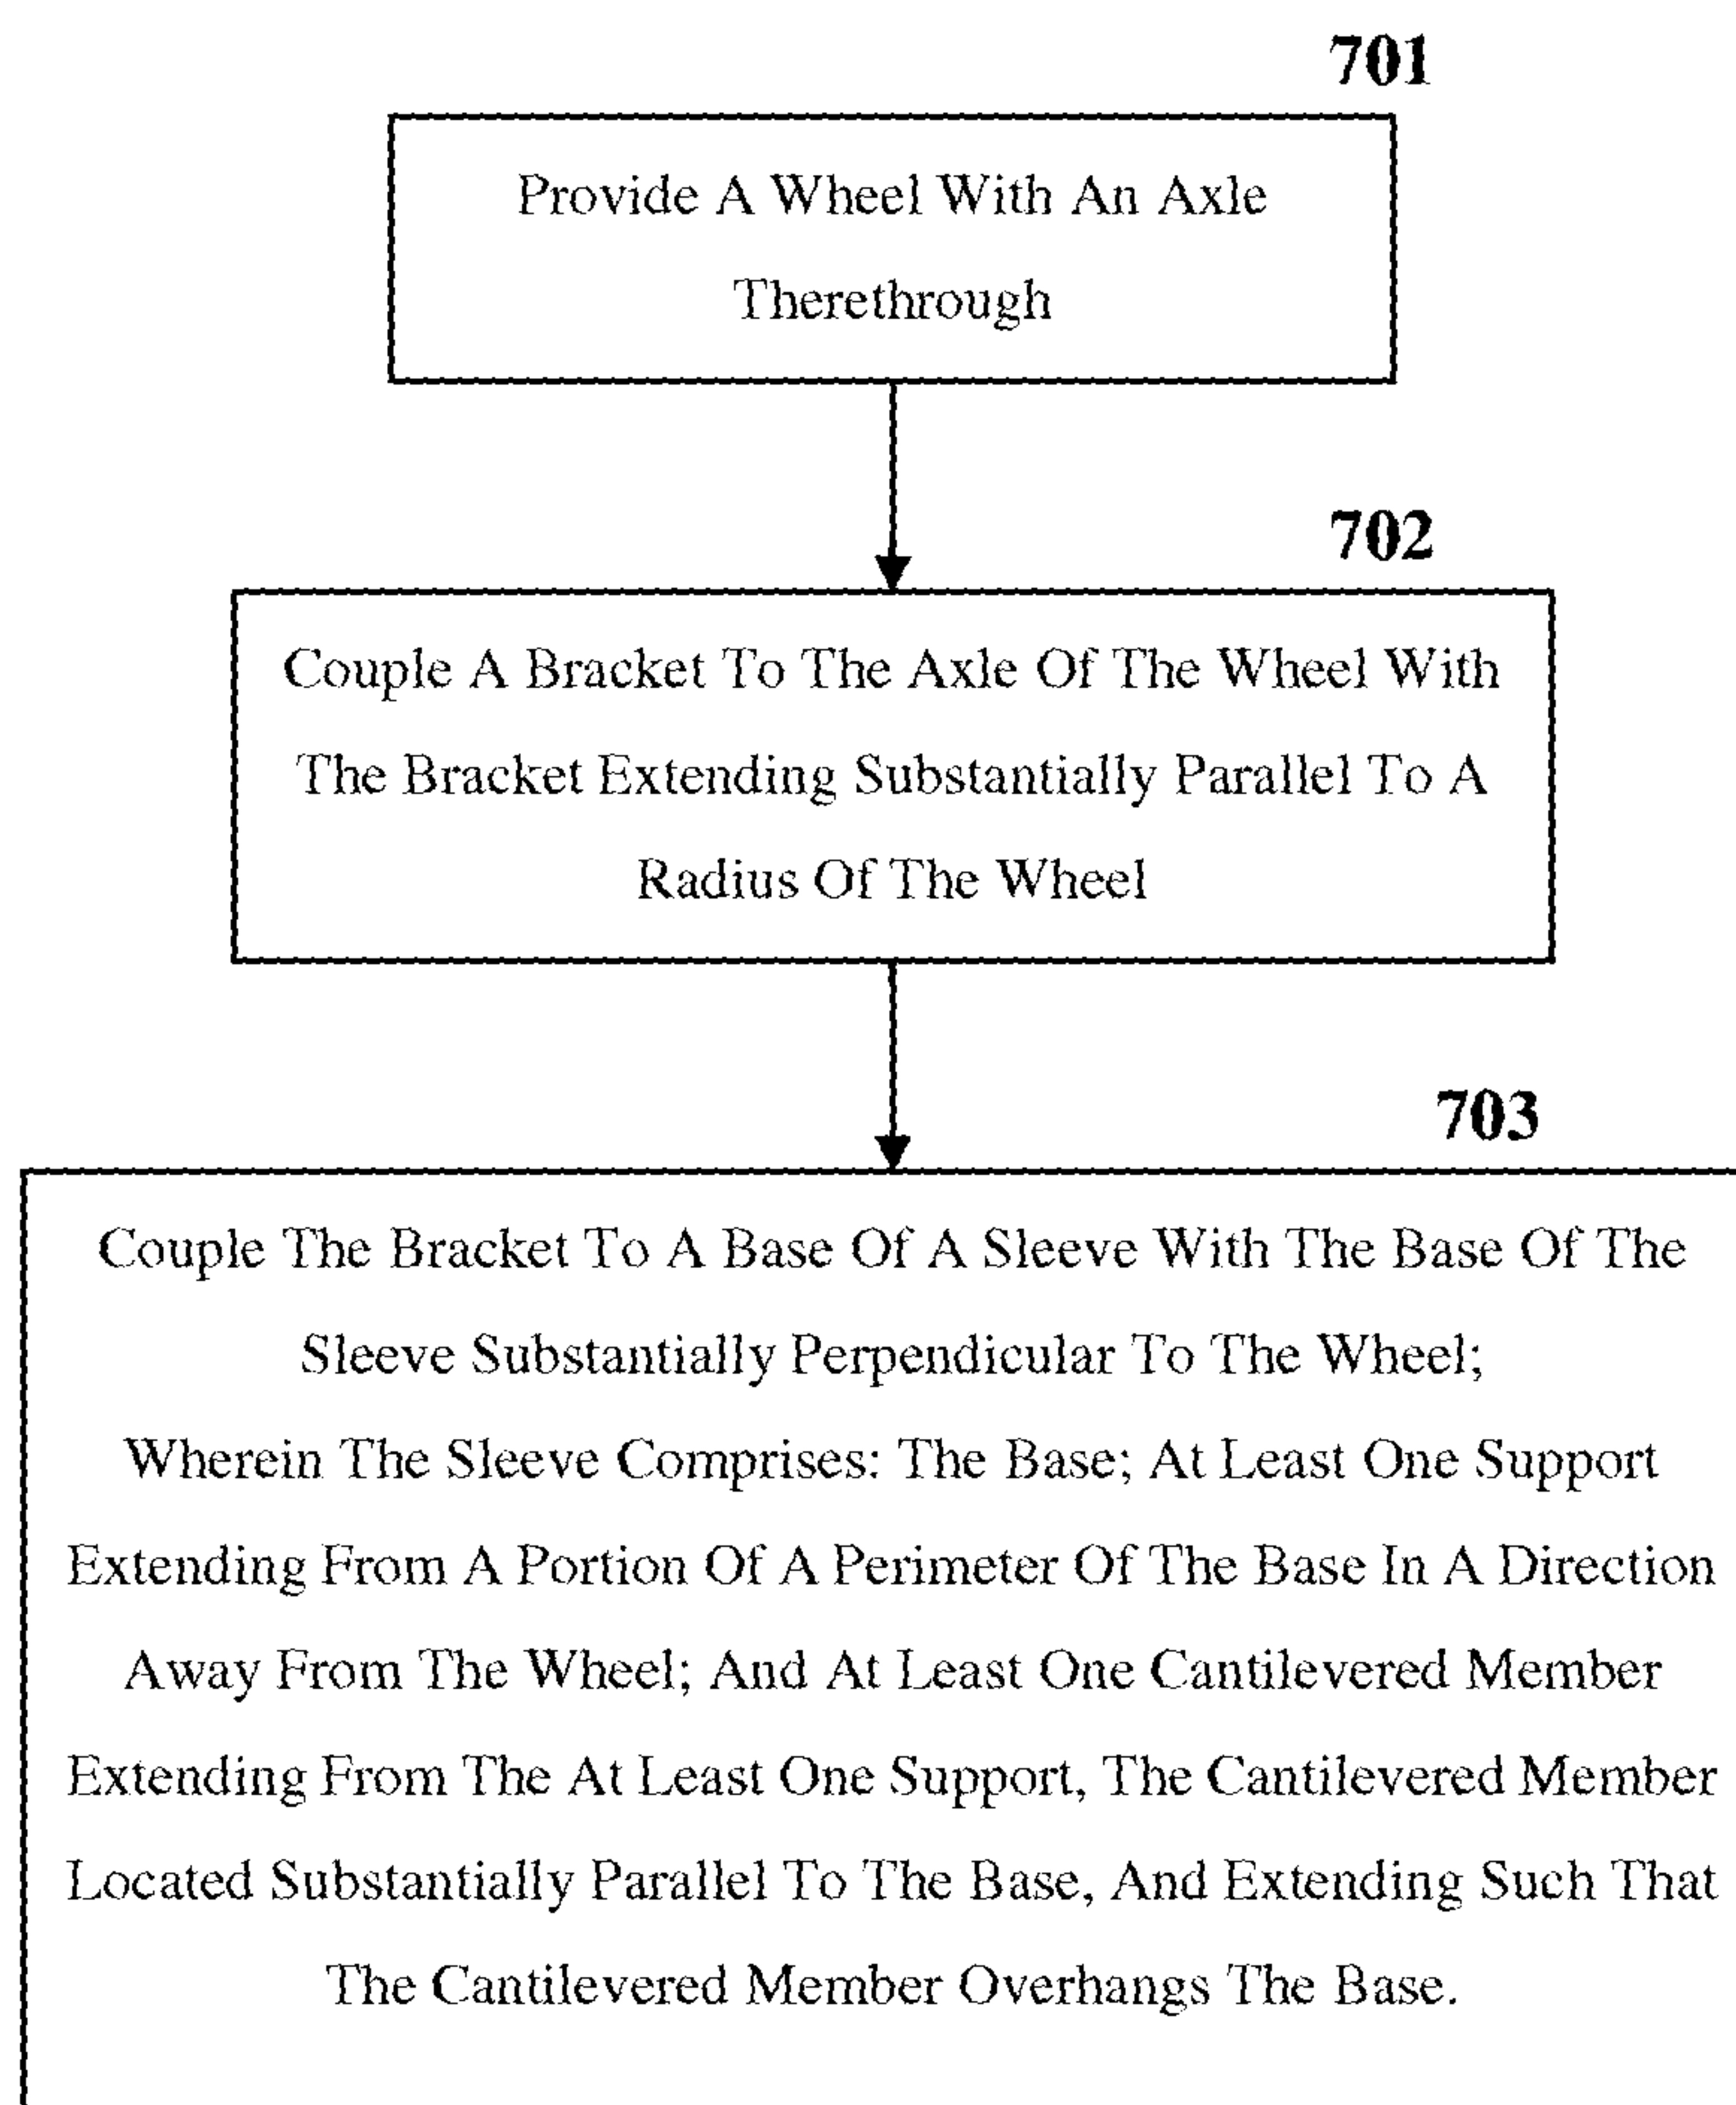 701
Provide A Wheel With An Axle
Therethrough
702
Couple A Bracket To The Axle Of The Wheel With
The Bracket Extending Substantially Parallel To A
Radius Of The Wheel
703
Couple The Bracket To A Base Of A Sleeve With The Base Of The
Sleeve Substantially Perpendicular To The Wheel;
Wherein The Sleeve Comprises: The Base; At Least One Support
Extending From A Portion Of A Perimeter Of The Base In A Direction
Away From The Wheel; And At Least One Cantilevered Member
Extending From The At Least One Support, The Cantilevered Member
Located Substantially Parallel To The Base, And Extending Such That
The Cantilevered Member Overhangs The Base.